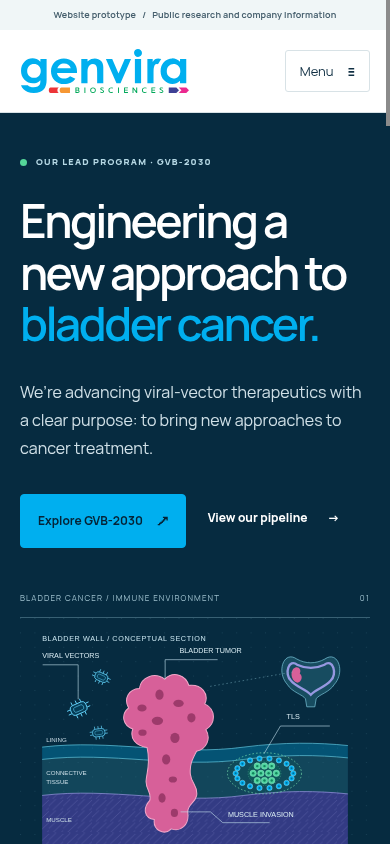 Website prototype / Public research and company information
genvira
BIOSCIENCES
Menu
OUR LEAD PROGRAM · GVB-2030
Engineering a
new approach to
bladder cancer.
We’re advancing viral-vector therapeutics with
a clear purpose: to bring new approaches to
cancer treatment.
Explore GVB-2030 ↗
View our pipeline →
BLADDER CANCER / IMMUNE ENVIRONMENT 01
BLADDER WALL / CONCEPTUAL SECTION
VIRAL VECTORS
BLADDER TUMOR
TLS
LINING
CONNECTIVE
TISSUE
MUSCLE
MUSCLE INVASION